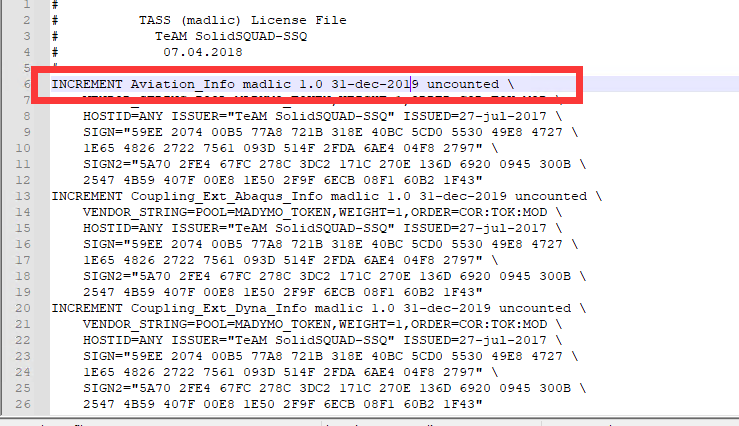 1 #
2 # TASS (madlic) License File
3 # TeAM SolidSQUAD-SSQ
4 # 07.04.2018
5 #
6 INCREMENT Aviation_Info madlic 1.0 31-dec-2019 uncounted \
7
8 HOSTID=ANY ISSUER="TeAM SolidSQUAD-SSQ" ISSUED=27-jul-2017 \
9 SIGN="59EE 2074 00B5 77A8 721B 318E 40BC 5CD0 5530 49E8 4727 \
10 1E65 4826 2722 7561 093D 514F 2FDA 6AE4 04F8 2797" \
11 SIGN2="5A70 2FE4 67FC 278C 3DC2 171C 270E 136D 6920 0945 300B \
12 2547 4B59 407F 00E8 1E50 2F9F 6ECB 08F1 60B2 1F43"
13 INCREMENT Coupling_Ext_Abaqus_Info madlic 1.0 31-dec-2019 uncounted \
14 VENDOR_STRING=POOL=MADYMO_TOKEN,WEIGHT=1,ORDER=COR:TOK:MOD \
15 HOSTID=ANY ISSUER="TeAM SolidSQUAD-SSQ" ISSUED=27-jul-2017 \
16 SIGN="59EE 2074 00B5 77A8 721B 318E 40BC 5CD0 5530 49E8 4727 \
17 1E65 4826 2722 7561 093D 514F 2FDA 6AE4 04F8 2797" \
18 SIGN2="5A70 2FE4 67FC 278C 3DC2 171C 270E 136D 6920 0945 300B \
19 2547 4B59 407F 00E8 1E50 2F9F 6ECB 08F1 60B2 1F43"
20 INCREMENT Coupling_Ext_Dyna_Info madlic 1.0 31-dec-2019 uncounted \
21 VENDOR_STRING=POOL=MADYMO_TOKEN,WEIGHT=1,ORDER=COR:TOK:MOD \
22 HOSTID=ANY ISSUER="TeAM SolidSQUAD-SSQ" ISSUED=27-jul-2017 \
23 SIGN="59EE 2074 00B5 77A8 721B 318E 40BC 5CD0 5530 49E8 4727 \
24 1E65 4826 2722 7561 093D 514F 2FDA 6AE4 04F8 2797" \
25 SIGN2="5A70 2FE4 67FC 278C 3DC2 171C 270E 136D 6920 0945 300B \
26 2547 4B59 407F 00E8 1E50 2F9F 6ECB 08F1 60B2 1F43"